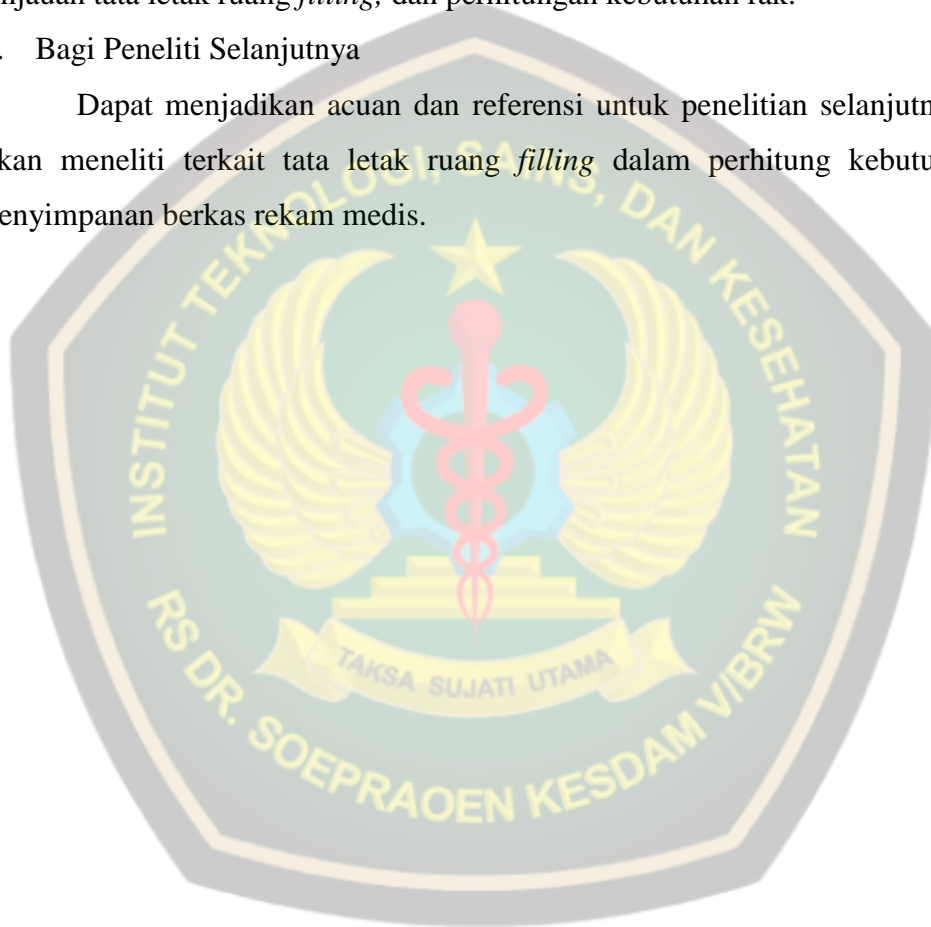 njadan tata letak ruang filling, dan perhitungan kebutuhan rak.
. Bagi Peneliti Selanjutnya
Dapat menjadikan acuan dan referensi untuk penelitian selanjutn
kan meneliti terkait tata letak ruang filling dalam perhitung kebutu
enyimpanan berkas rekam medis.
INSTITUT TEKNOLOGI, SAINS, DAN KESEHATAN
TAKSA SUJATI UTAMA
RS DR. SOEPRAOEN KESDAM V/BRW